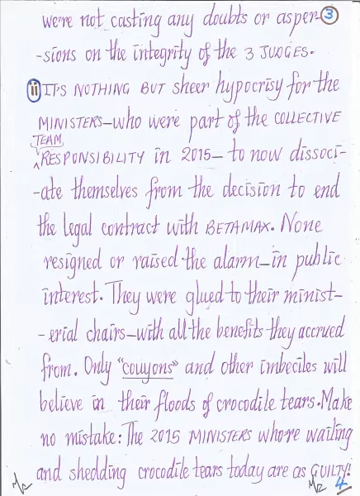 we're not casting any doubts or asper- 3
-sions on the integrity of the 3 JUDGES.
(ii) IT'S NOTHING BUT sheer hypocrisy for the
MINISTERS—who were part of the COLLECTIVE
TEAM
RESPONSIBILITY in 2015—to now dissoci-
-ate themselves from the decision to end
the legal contract with BETAMAX. None
resigned or raised the alarm—in public
interest. They were glued to their minist-
-erial chairs—with all the benefits they accrued
from. Only "couyons" and other imbeciles will
believe in their floods of crocodile tears. Make
no mistake: The 2015 MINISTERS who're wailing
and shedding crocodile tears today are as GUILTY!
4